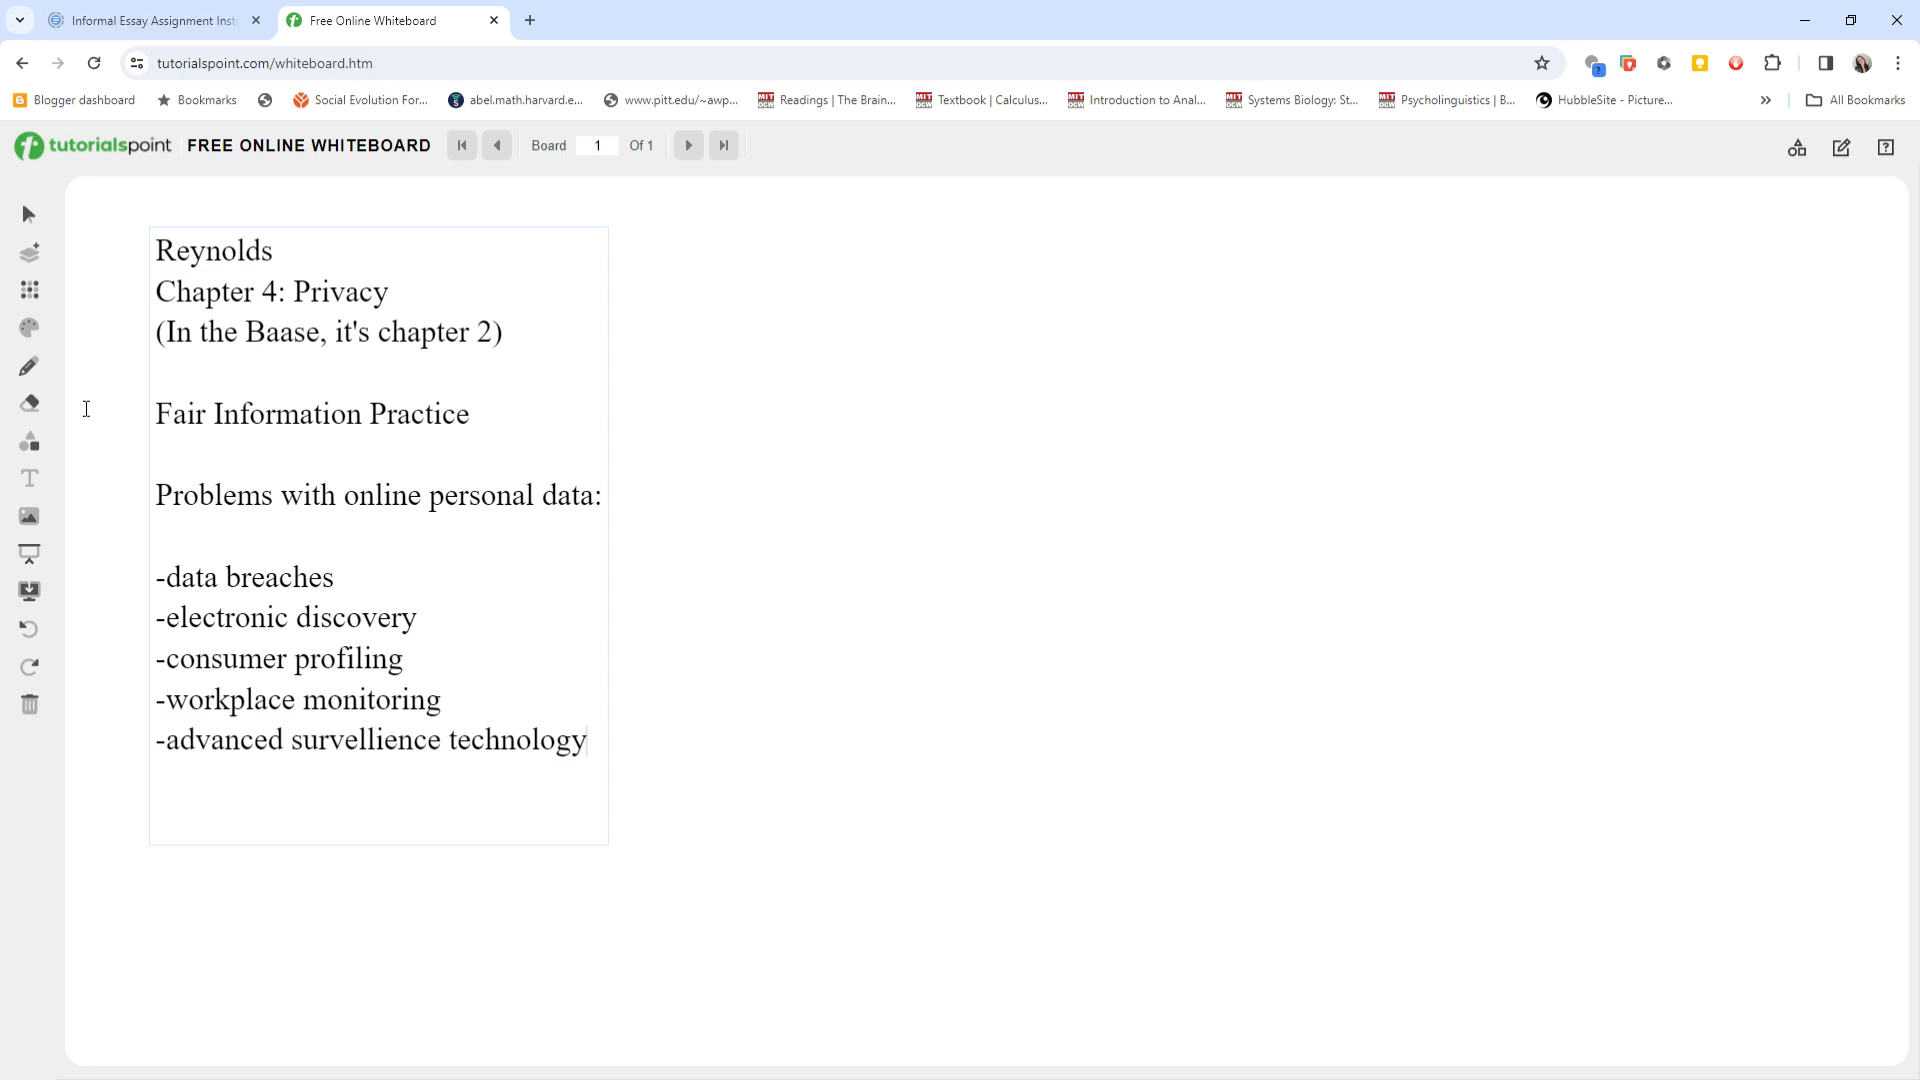 Informal Essay Assignment Inst
Free Online Whiteboard
tutorialspoint.com/whiteboard.htm
Blogger dashboard
Bookmarks
Social Evolution For...
abel.math.harvard.e...
www.pitt.edu/~awp...
Readings | The Brain...
Textbook | Calculus...
Introduction to Anal...
Systems Biology: St...
Psycholinguistics | B...
HubbleSite - Picture...
All Bookmarks
tutorialspoint FREE ONLINE WHITEBOARD Board 1 Of 1
Reynolds
Chapter 4: Privacy
(In the Baase, it's chapter 2)
Fair Information Practice
Problems with online personal data:
-data breaches
-electronic discovery
-consumer profiling
-workplace monitoring
-advanced survellience technology